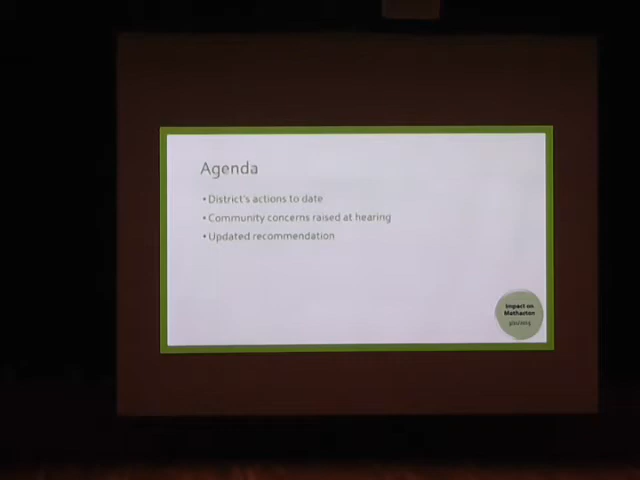 Agenda
• District's actions to date
• Community concerns raised at hearing
• Updated recommendation
Impact on